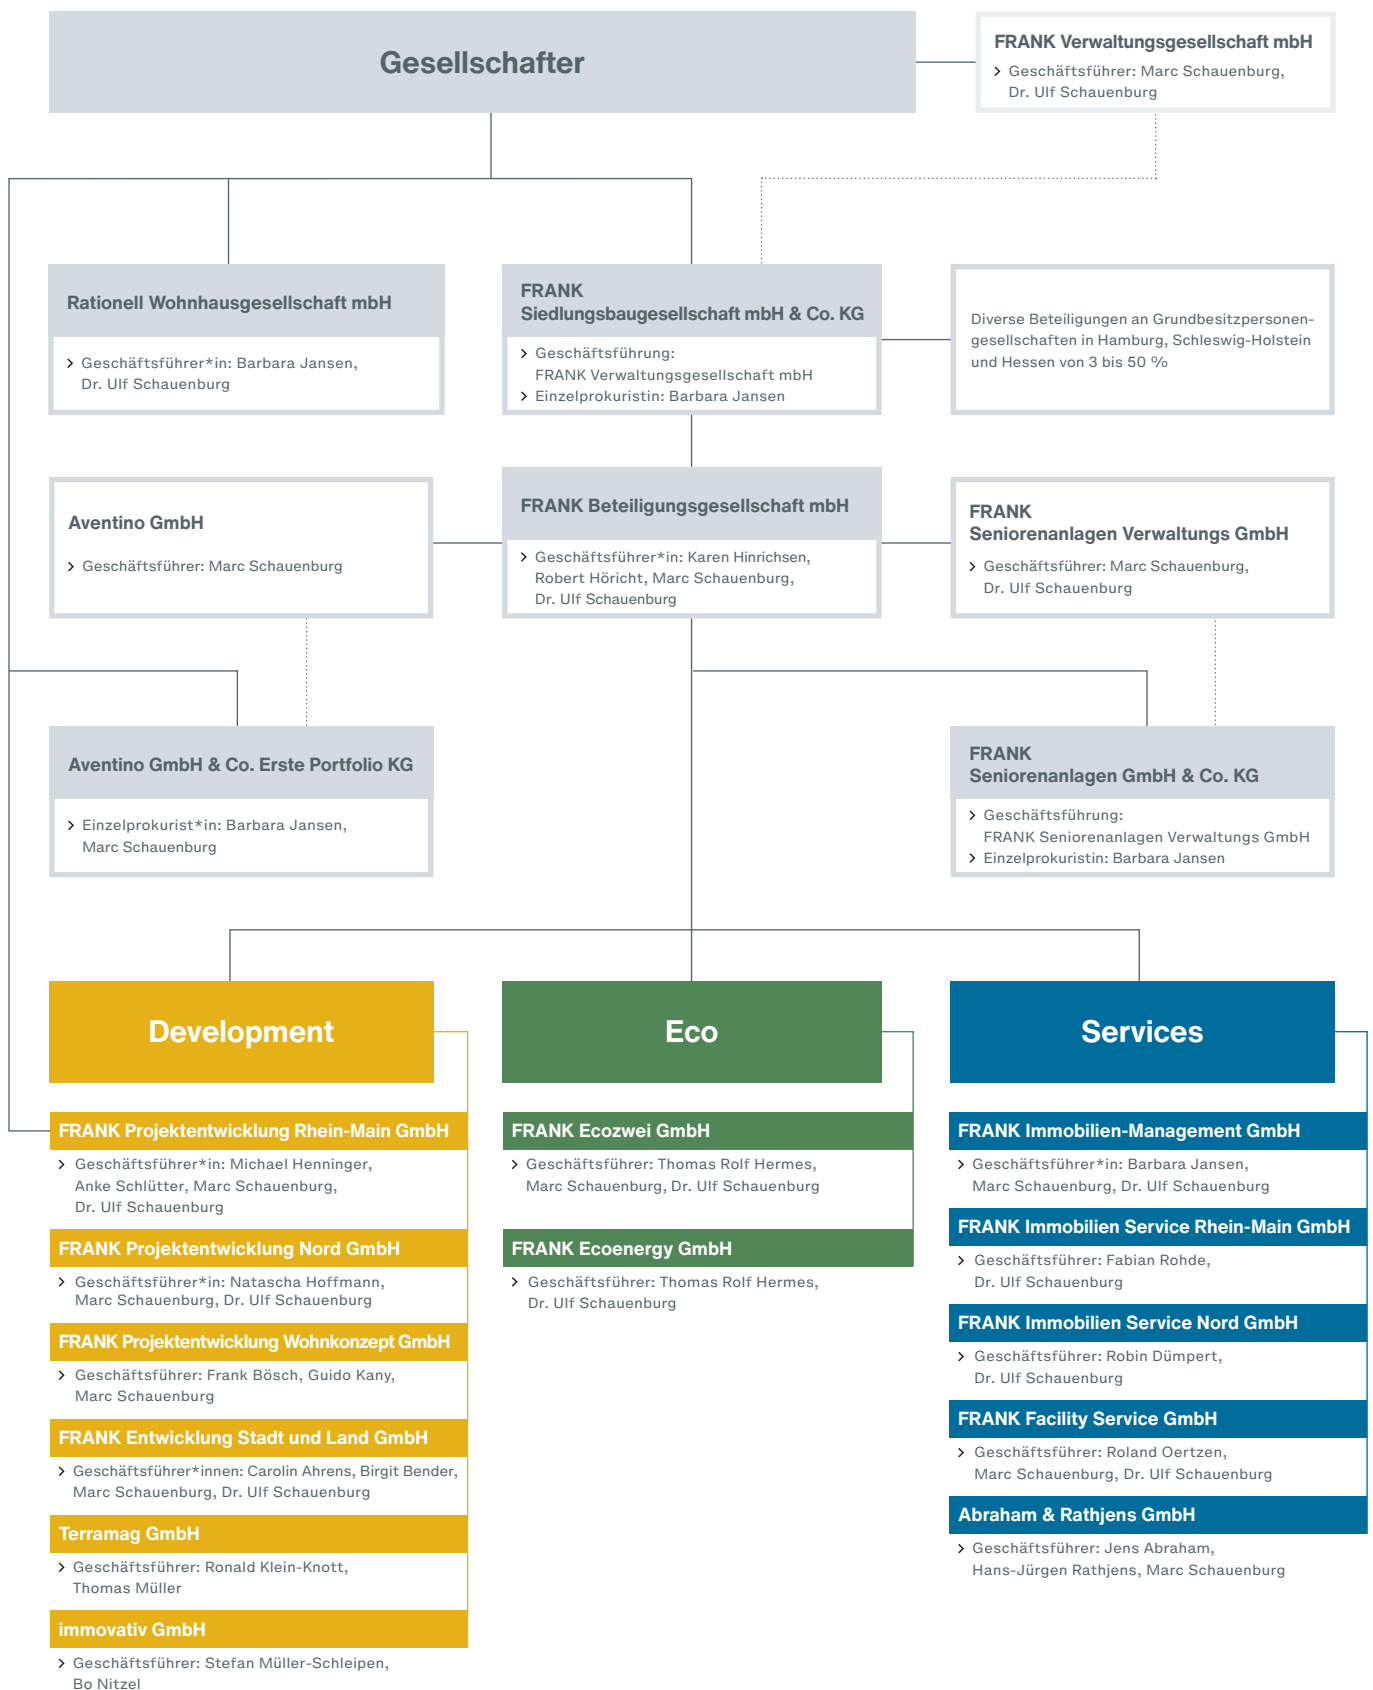 Gesellschafter
FRANK Verwaltungsgesellschaft mbH
Geschäftsführer: Marc Schauenburg,
Dr. Ulf Schauenburg
Rationell Wohnhausgesellschaft mbH
Geschäftsführer*in: Barbara Jansen,
Dr. Ulf Schauenburg
FRANK
Siedlungsbaugesellschaft mbH & Co. KG
Geschäftsführung:
FRANK Verwaltungsgesellschaft mbH
Einzelprokuristin: Barbara Jansen
Diverse Beteiligungen an Grundbesitzpersonen-
gesellschaften in Hamburg, Schleswig-Holstein
und Hessen von 3 bis 50 %
Aventino GmbH
Geschäftsführer: Marc Schauenburg
FRANK Beteiligungsgesellschaft mbH
Geschäftsführer*in: Karen Hinrichsen,
Robert Höricht, Marc Schauenburg,
Dr. Ulf Schauenburg
FRANK
Seniorenanlagen Verwaltungs GmbH
Geschäftsführer: Marc Schauenburg,
Dr. Ulf Schauenburg
Aventino GmbH & Co. Erste Portfolio KG
Einzelprokurist*in: Barbara Jansen,
Marc Schauenburg
FRANK
Seniorenanlagen GmbH & Co. KG
Geschäftsführung:
FRANK Seniorenanlagen Verwaltungs GmbH
Einzelprokuristin: Barbara Jansen
Development
FRANK Projektentwicklung Rhein-Main GmbH
Geschäftsführer*in: Michael Henninger,
Anke Schlütter, Marc Schauenburg,
Dr. Ulf Schauenburg
FRANK Projektentwicklung Nord GmbH
Geschäftsführer*in: Natascha Hoffmann,
Marc Schauenburg, Dr. Ulf Schauenburg
FRANK Projektentwicklung Wohnkonzept GmbH
Geschäftsführer: Frank Bösch, Guido Kany,
Marc Schauenburg
FRANK Entwicklung Stadt und Land GmbH
Geschäftsführer*innen: Carolin Ahrens, Birgit Bender,
Marc Schauenburg, Dr. Ulf Schauenburg
Terramag GmbH
Geschäftsführer: Ronald Klein-Knott,
Thomas Müller
immovativ GmbH
Geschäftsführer: Stefan Müller-Schleipen,
Bo Nitzel
Eco
FRANK Ecozwei GmbH
Geschäftsführer: Thomas Rolf Hermes,
Marc Schauenburg, Dr. Ulf Schauenburg
FRANK Ecoenergy GmbH
Geschäftsführer: Thomas Rolf Hermes,
Dr. Ulf Schauenburg
Services
FRANK Immobilien-Management GmbH
Geschäftsführer*in: Barbara Jansen,
Marc Schauenburg, Dr. Ulf Schauenburg
FRANK Immobilien Service Rhein-Main GmbH
Geschäftsführer: Fabian Rohde,
Dr. Ulf Schauenburg
FRANK Immobilien Service Nord GmbH
Geschäftsführer: Robin Dümpert,
Dr. Ulf Schauenburg
FRANK Facility Service GmbH
Geschäftsführer: Roland Oertzen,
Marc Schauenburg, Dr. Ulf Schauenburg
Abraham & Rathjens GmbH
Geschäftsführer: Jens Abraham,
Hans-Jürgen Rathjens, Marc Schauenburg